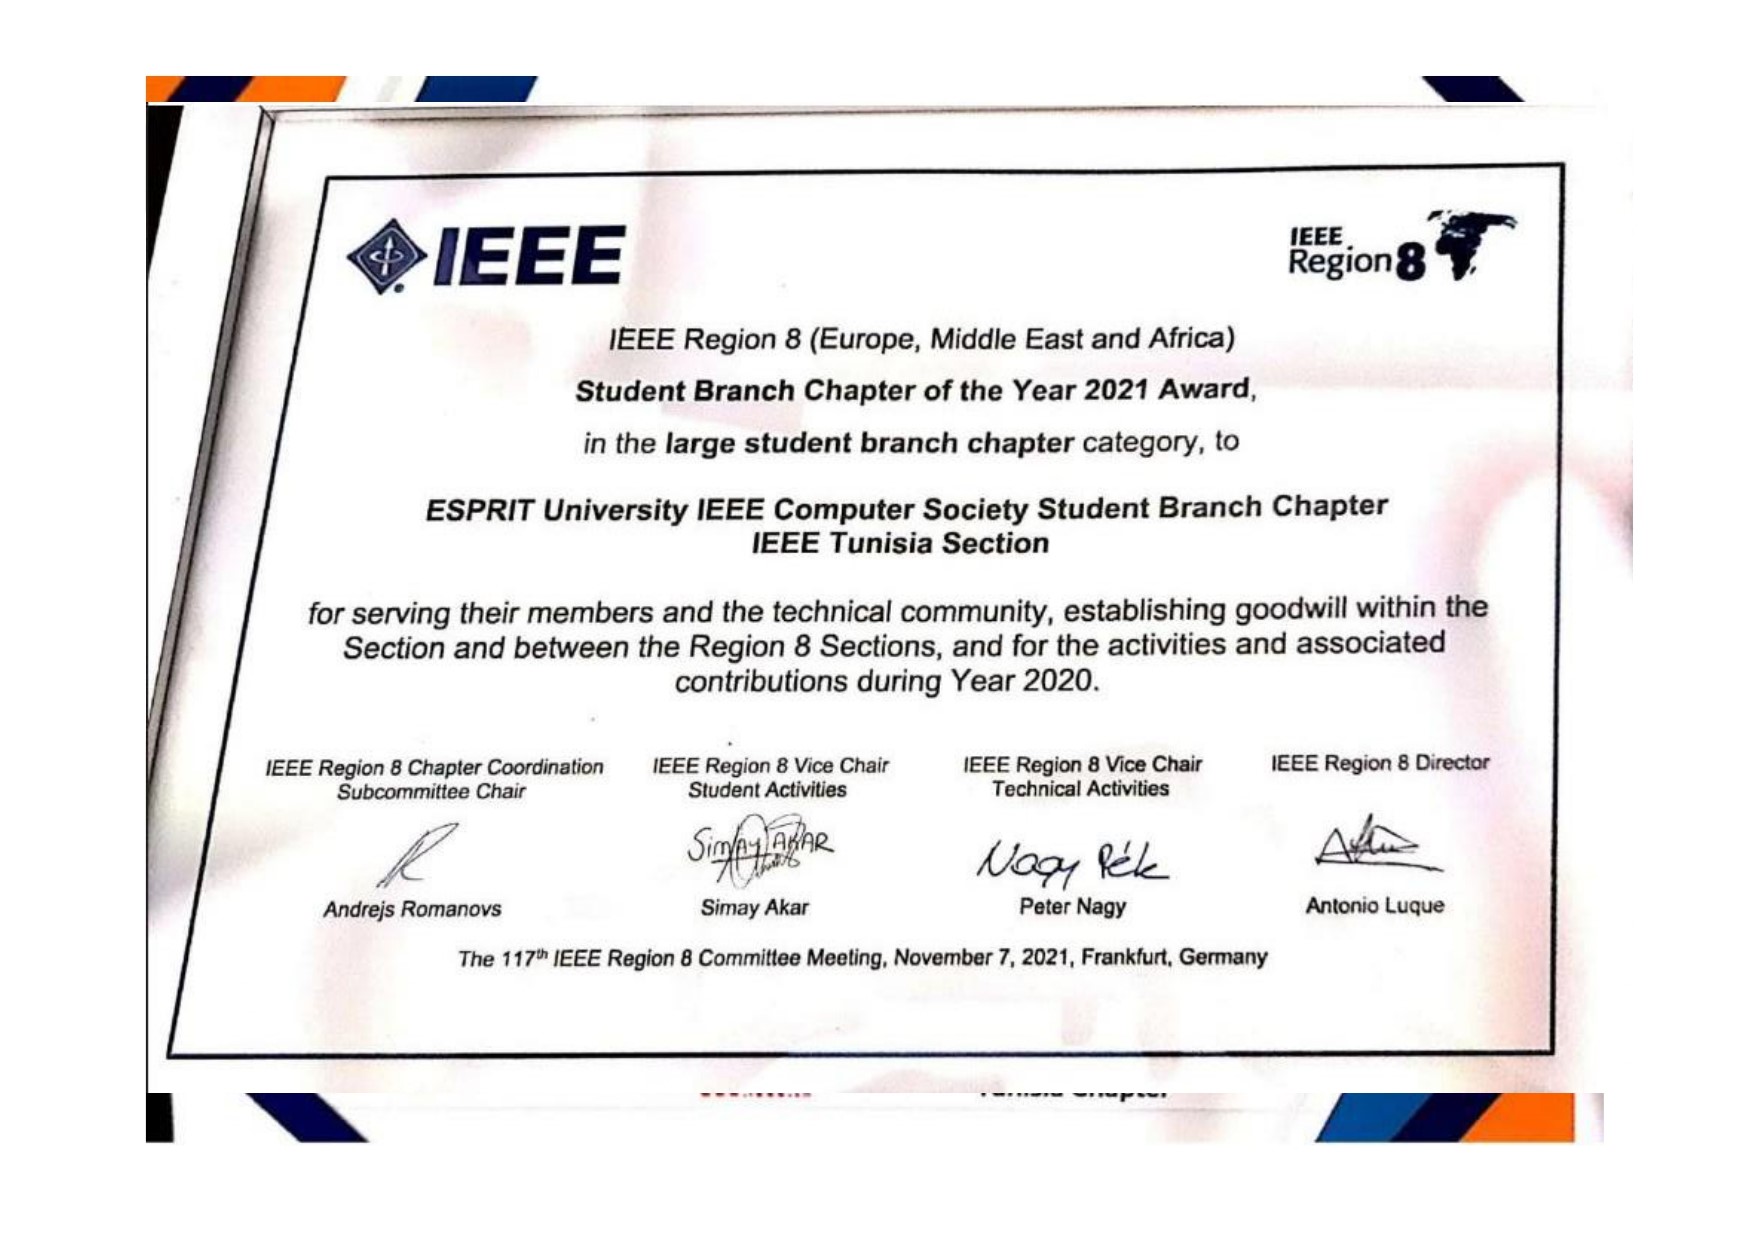 IEEE
IEEE
Region 8
IEEE Region 8 (Europe, Middle East and Africa)
Student Branch Chapter of the Year 2021 Award,
in the large student branch chapter category, to
ESPRIT University IEEE Computer Society Student Branch Chapter
IEEE Tunisia Section
for serving their members and the technical community, establishing goodwill within the
Section and between the Region 8 Sections, and for the activities and associated
contributions during Year 2020.
IEEE Region 8 Chapter Coordination
Subcommittee Chair
IEEE Region 8 Vice Chair
Student Activities
IEEE Region 8 Vice Chair
Technical Activities
IEEE Region 8 Director
Simay AKAR
Nagy Pék
Andrejs Romanovs
Simay Akar
Peter Nagy
Antonio Luque
The 117th IEEE Region 8 Committee Meeting, November 7, 2021, Frankfurt, Germany